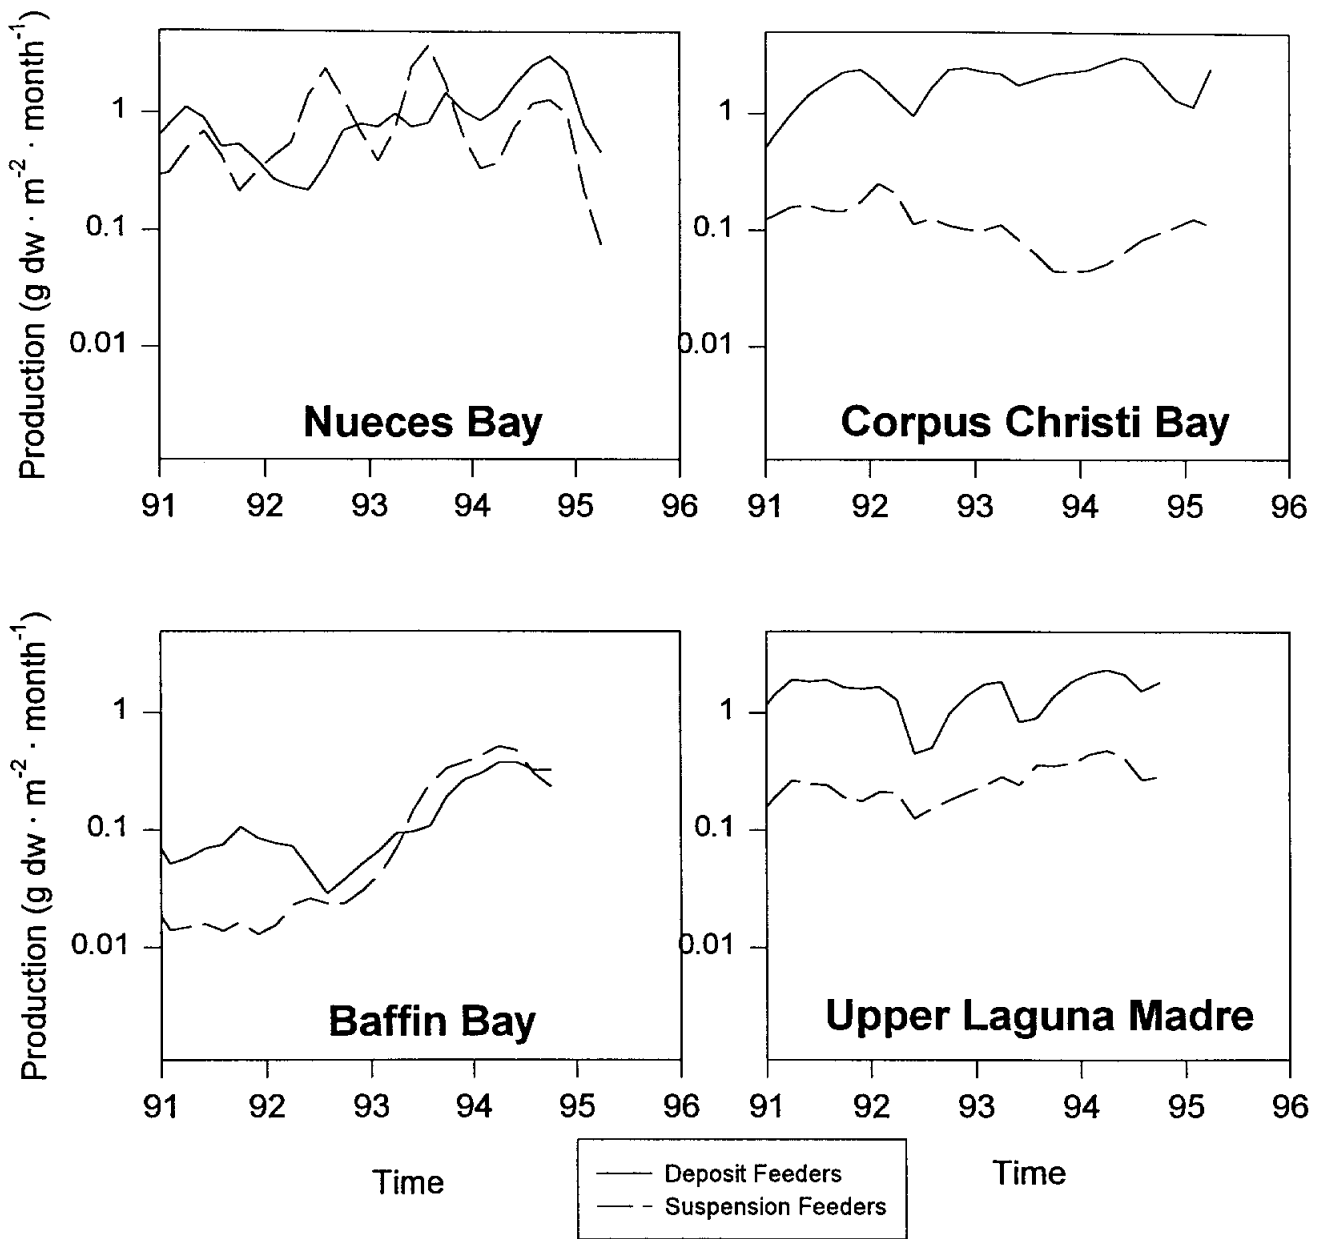 Production (g dw · m⁻² · month⁻¹)
1
0.1
0.01
Nueces Bay
91 92 93 94 95 96
1
0.1
0.01
Corpus Christi Bay
91 92 93 94 95 96
Production (g dw · m⁻² · month⁻¹)
1
0.1
0.01
Baffin Bay
91 92 93 94 95 96
Time
1
0.1
0.01
Upper Laguna Madre
91 92 93 94 95 96
Time
Deposit Feeders
Suspension Feeders